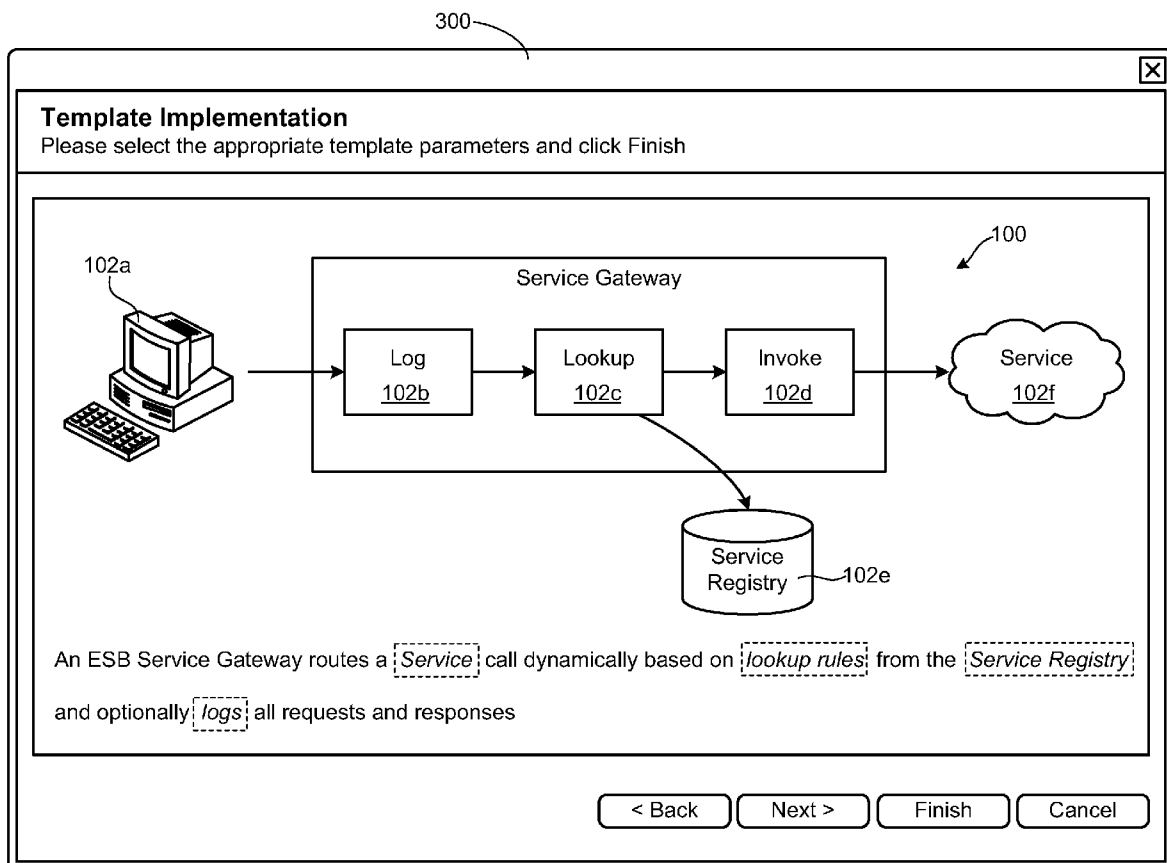 300
Template Implementation
Please select the appropriate template parameters and click Finish
100
102a
Service Gateway
Log
102b
Lookup
102c
Invoke
102d
Service
102f
Service
Registry
102e
An ESB Service Gateway routes a Service call dynamically based on lookup rules from the Service Registry
and optionally logs all requests and responses
< Back
Next >
Finish
Cancel